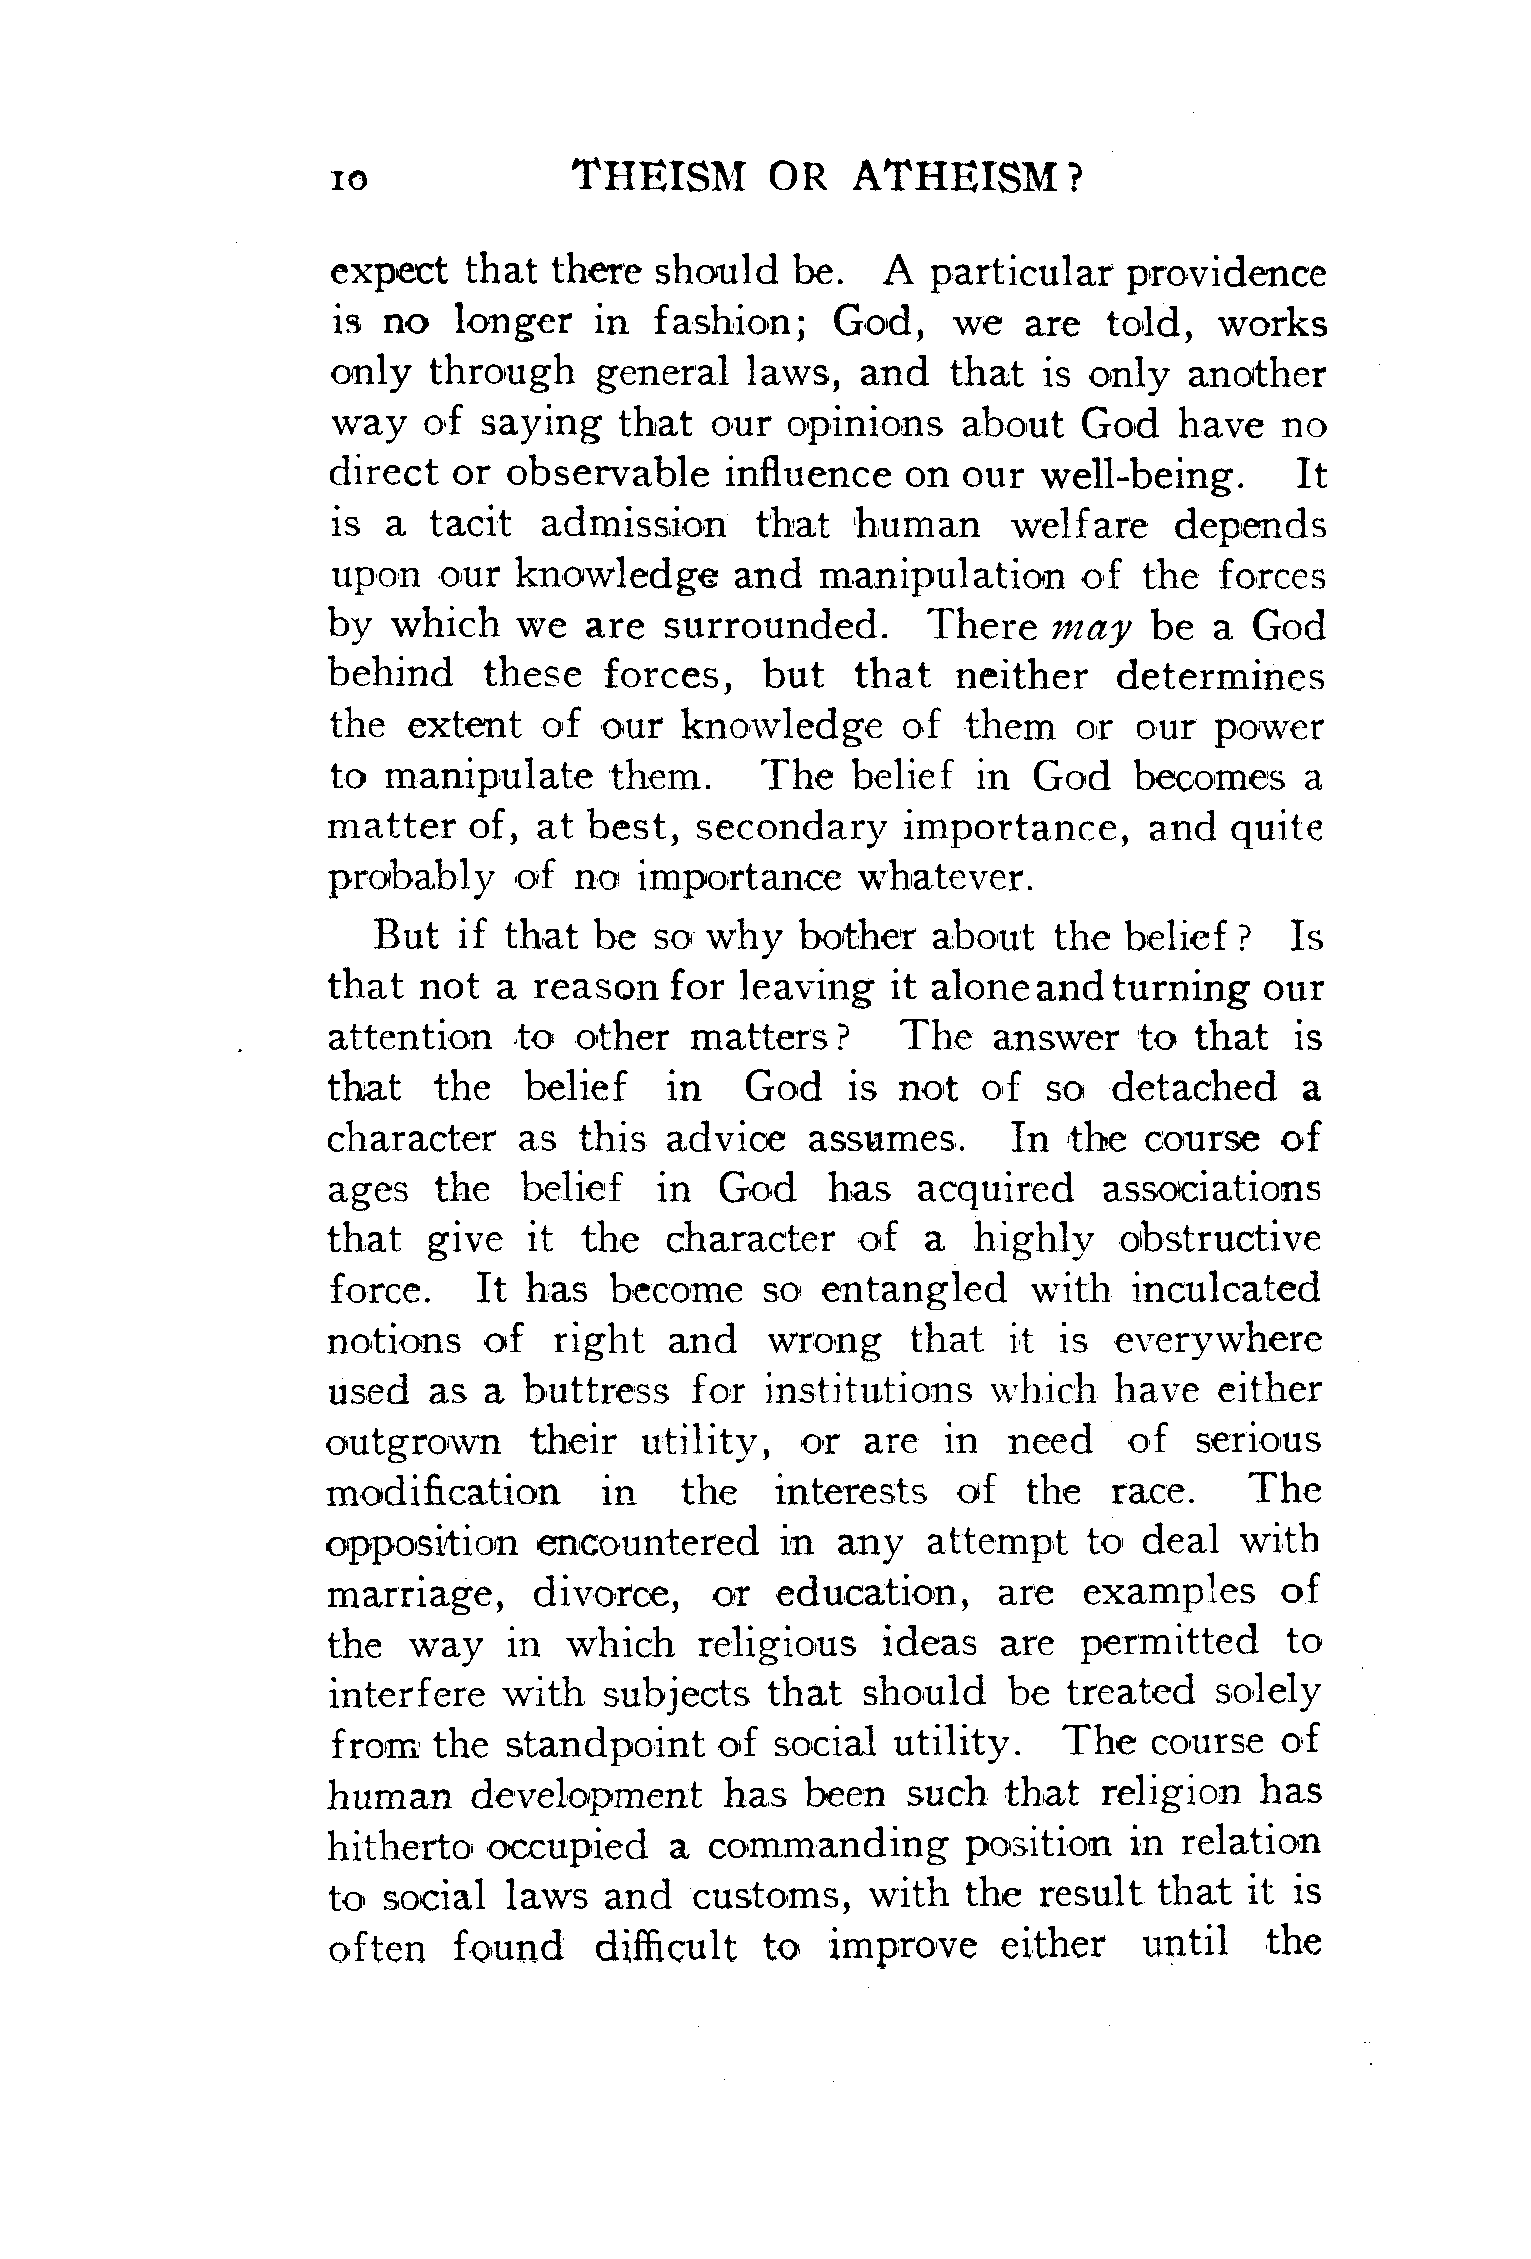 10 THEISM OR ATHEISM?
expect that there should be. A particular providence
is no longer in fashion; God, we are told, works
only through general laws, and that is only another
way of saying that our opinions about God have no
direct or observable influence on our well-being. It
is a tacit admission that human welfare depends
upon our knowledge and manipulation of the forces
by which we are surrounded. There may be a God
behind these forces, but that neither determines
the extent of our knowledge of them or our power
to manipulate them. The belief in God becomes a
matter of, at best, secondary importance, and quite
probably of no importance whatever.
But if that be so why bother about the belief? Is
that not a reason for leaving it alone and turning our
attention to other matters? The answer to that is
that the belief in God is not of so detached a
character as this advice assumes. In the course of
ages the belief in God has acquired associations
that give it the character of a highly obstructive
force. It has become so entangled with inculcated
notions of right and wrong that it is everywhere
used as a buttress for institutions which have either
outgrown their utility, or are in need of serious
modification in the interests of the race. The
opposition encountered in any attempt to deal with
marriage, divorce, or education, are examples of
the way in which religious ideas are permitted to
interfere with subjects that should be treated solely
from the standpoint of social utility. The course of
human development has been such that religion has
hitherto occupied a commanding position in relation
to social laws and customs, with the result that it is
often found difficult to improve either until the